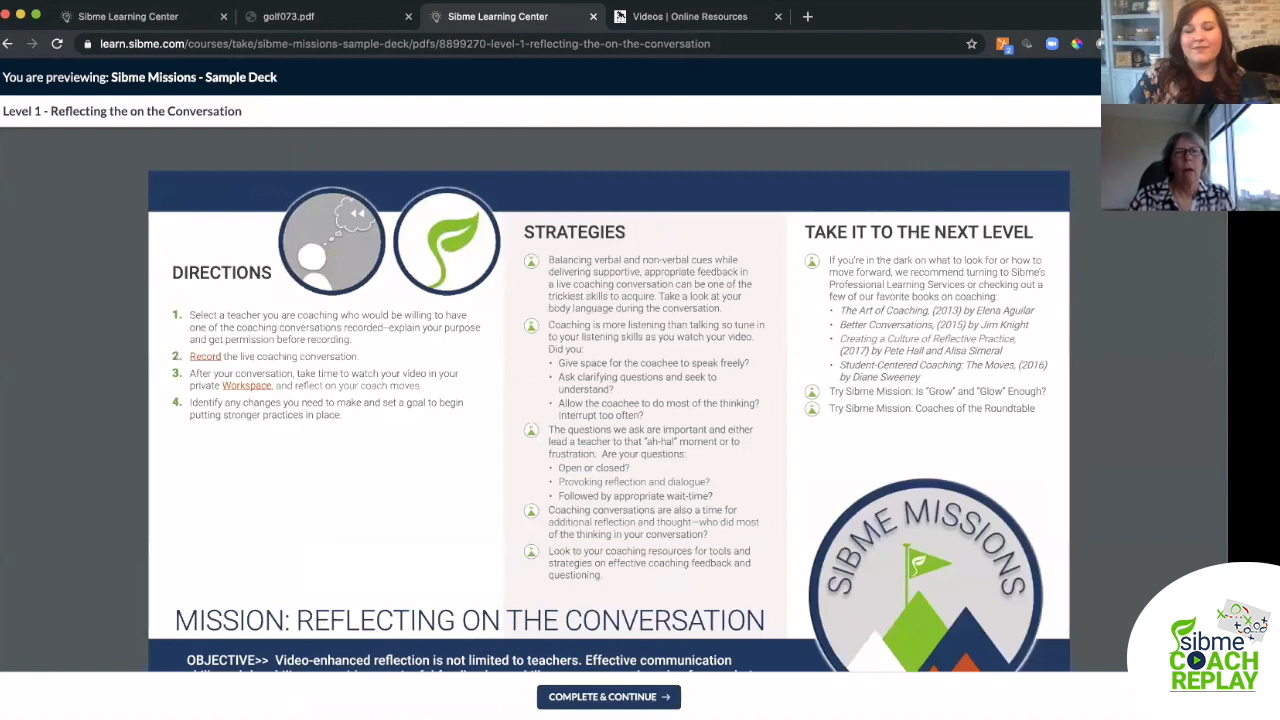 Sibme Learning Center
golf073.pdf
Sibme Learning Center
Videos | Online Resources
learn.sibme.com/courses/take/sibme-missions-sample-deck/pdfs/8899270-level-1-reflecting-the-on-the-conversation
2
You are previewing: Sibme Missions - Sample Deck
Level 1 - Reflecting the on the Conversation
DIRECTIONS
1. Select a teacher you are coaching who would be willing to have
one of the coaching conversations recorded–explain your purpose
and get permission before recording.
2. Record the live coaching conversation.
3. After your conversation, take time to watch your video in your
private Workspace, and reflect on your coach moves.
4. Identify any changes you need to make and set a goal to begin
putting stronger practices in place.
STRATEGIES
Balancing verbal and non-verbal cues while
delivering supportive, appropriate feedback in
a live coaching conversation can be one of the
trickiest skills to acquire. Take a look at your
body language during the conversation.
Coaching is more listening than talking so tune in
to your listening skills as you watch your video.
Did you:
• Give space for the coachee to speak freely?
• Ask clarifying questions and seek to
understand?
• Allow the coachee to do most of the thinking?
Interrupt too often?
The questions we ask are important and either
lead a teacher to that “ah-ha!” moment or to
frustration. Are your questions:
• Open or closed?
• Provoking reflection and dialogue?
• Followed by appropriate wait-time?
Coaching conversations are also a time for
additional reflection and thought—who did most
of the thinking in your conversation?
Look to your coaching resources for tools and
strategies on effective coaching feedback and
questioning.
TAKE IT TO THE NEXT LEVEL
If you’re in the dark on what to look for or how to
move forward, we recommend turning to Sibme’s
Professional Learning Services or checking out a
few of our favorite books on coaching:
• The Art of Coaching, (2013) by Elena Aguilar
• Better Conversations, (2015) by Jim Knight
• Creating a Culture of Reflective Practice,
(2017) by Pete Hall and Alisa Simeral
• Student-Centered Coaching: The Moves, (2016)
by Diane Sweeney
Try Sibme Mission: Is “Grow” and “Glow” Enough?
Try Sibme Mission: Coaches of the Roundtable
SIBME MISSIONS
MISSION: REFLECTING ON THE CONVERSATION
OBJECTIVE>> Video-enhanced reflection is not limited to teachers. Effective communication
COMPLETE & CONTINUE →
sibme
COACH
REPLAY